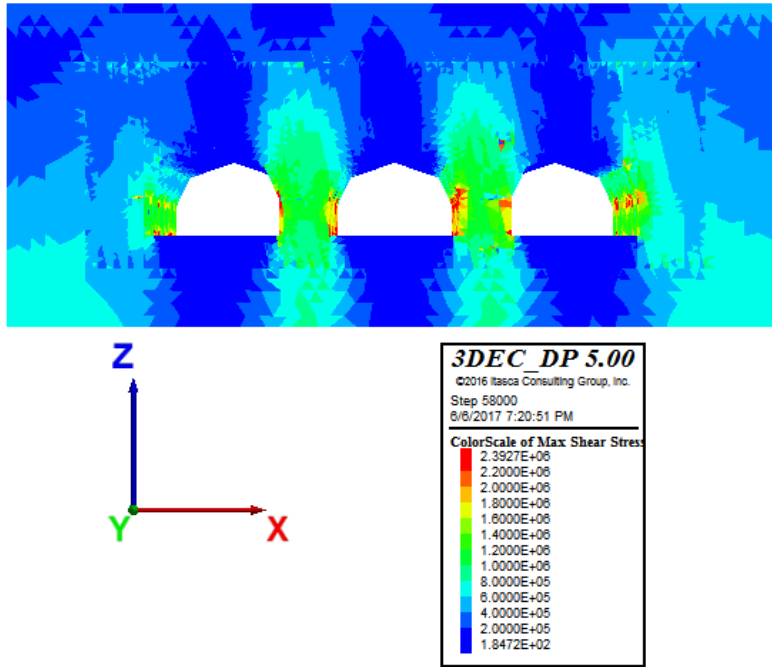 Z
Y
X
3DEC_DP 5.00
©2016 Itasca Consulting Group, Inc.
Step 58000
6/6/2017 7:20:51 PM
ColorScale of Max Shear Stress
2.3927E+06
2.2000E+06
2.0000E+06
1.8000E+06
1.6000E+06
1.4000E+06
1.2000E+06
1.0000E+06
8.0000E+05
6.0000E+05
4.0000E+05
2.0000E+05
1.8472E+02